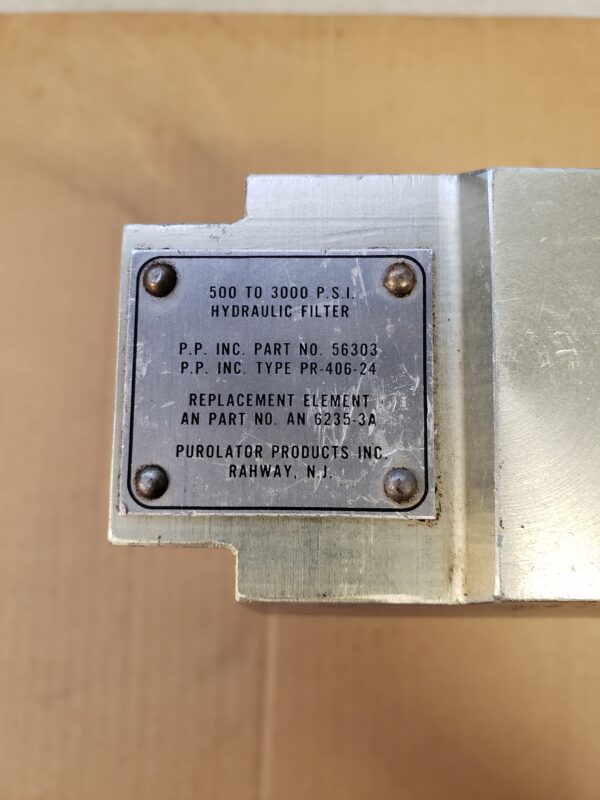 500 TO 3000 P.S.I.
HYDRAULIC FILTER
P.P. INC. PART NO. 56303
P.P. INC. TYPE PR-406-24
REPLACEMENT ELEMENT
AN PART NO. AN 6235-3A
PUROLATOR PRODUCTS INC.
RAHWAY, N.J.